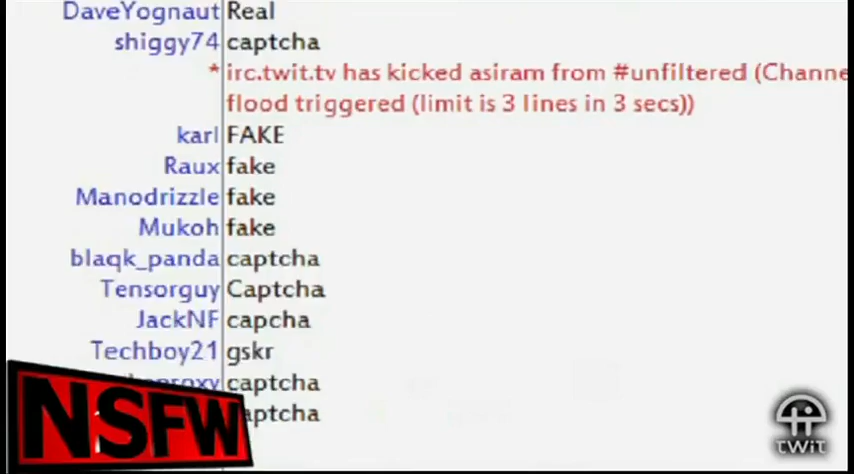 DaveYognaut Real
shiggy74 captcha
* irc.twit.tv has kicked asiram from #unfiltered (Channe
flood triggered (limit is 3 lines in 3 secs))
karl FAKE
Raux fake
Manodrizzle fake
Mukoh fake
blaqk_panda captcha
Tensorguy Captcha
JackNF capcha
Techboy21 gskr
captcha
aptcha
NSFW
TWiT